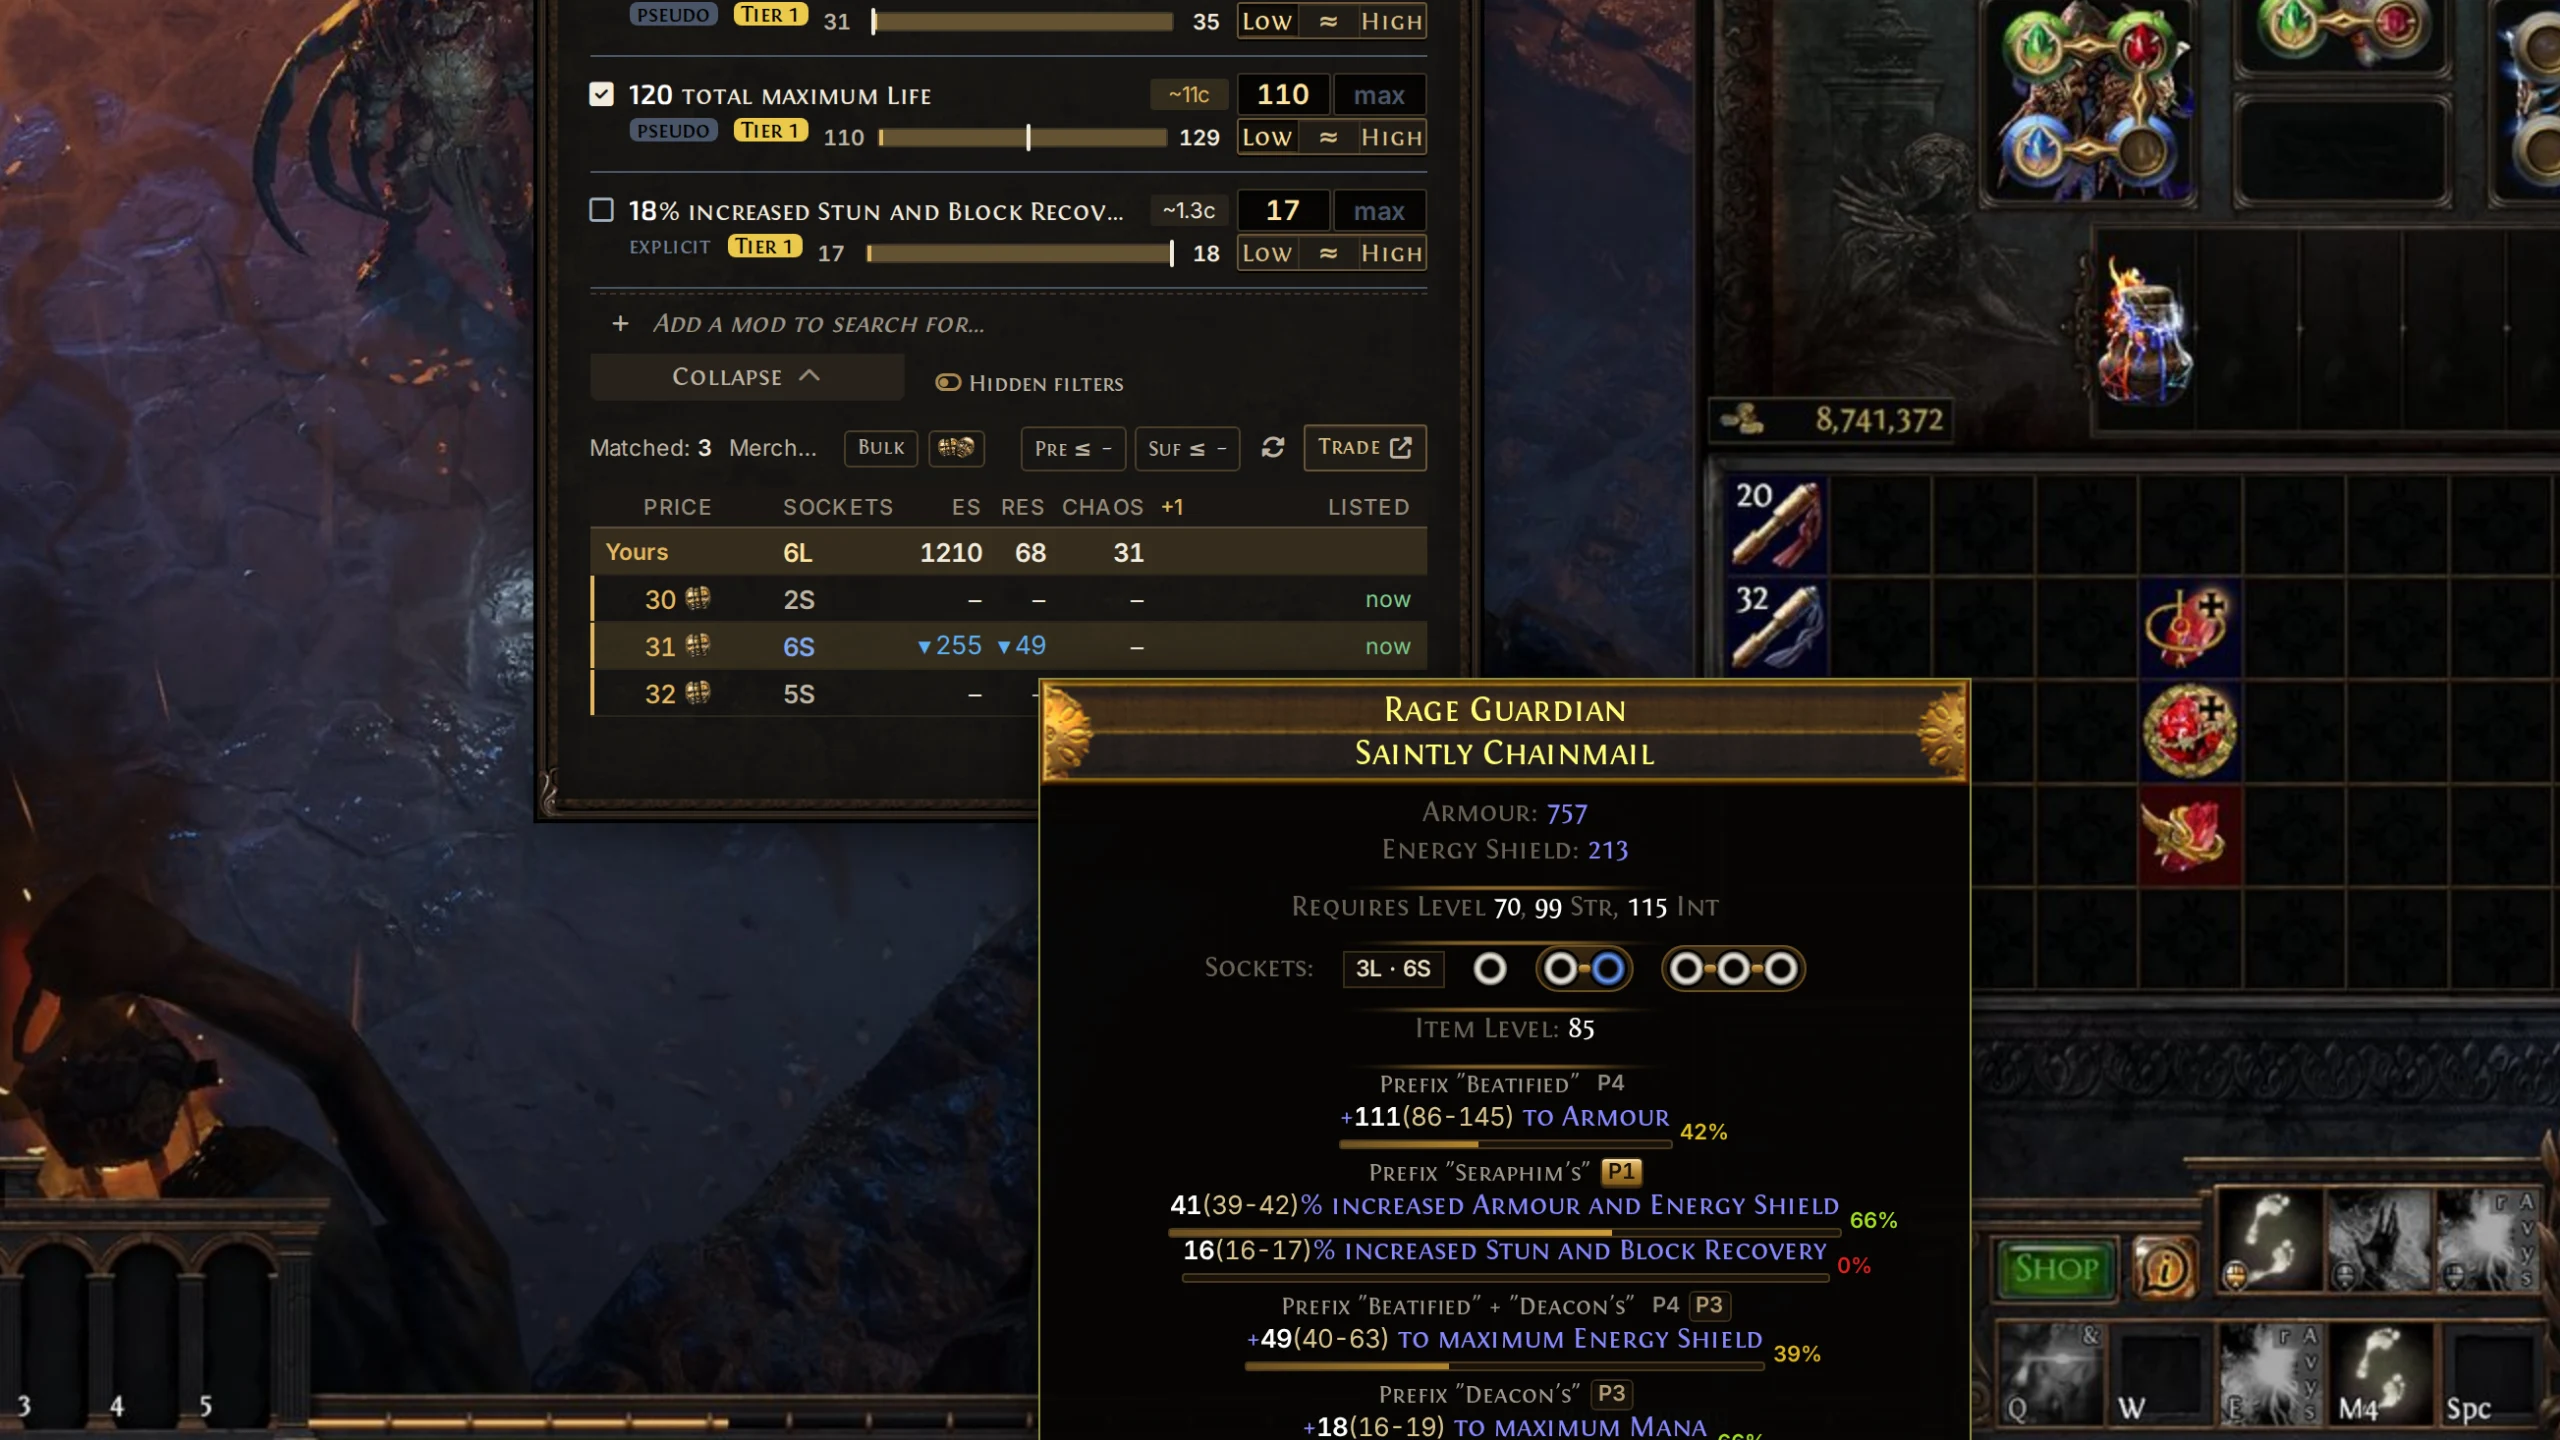 PSEUDO TIER 1 31 35 LOW ≈ HIGH
120 TOTAL MAXIMUM LIFE ~11c 110 max
PSEUDO TIER 1 110 129 LOW ≈ HIGH
18% INCREASED STUN AND BLOCK RECOV... ~1.3c 17 max
EXPLICIT TIER 1 17 18 LOW ≈ HIGH
+ ADD A MOD TO SEARCH FOR...
COLLAPSE HIDDEN FILTERS
Matched: 3 Merch... BULK PRE ≤ – SUF ≤ – TRADE
PRICE SOCKETS ES RES CHAOS +1 LISTED
Yours 6L 1210 68 31
30 2S – – – now
31 6S ▼255 ▼49 – now
32 5S –
8,741,372
20
32
RAGE GUARDIAN
SAINTLY CHAINMAIL
ARMOUR: 757
ENERGY SHIELD: 213
REQUIRES LEVEL 70, 99 STR, 115 INT
SOCKETS: 3L · 6S
ITEM LEVEL: 85
PREFIX "BEATIFIED" P4
+111(86-145) TO ARMOUR 42%
PREFIX "SERAPHIM'S" P1
41(39-42)% INCREASED ARMOUR AND ENERGY SHIELD 66%
16(16-17)% INCREASED STUN AND BLOCK RECOVERY 0%
PREFIX "BEATIFIED" + "DEACON'S" P4 P3
+49(40-63) TO MAXIMUM ENERGY SHIELD 39%
PREFIX "DEACON'S" P3
+18(16-19) TO MAXIMUM MANA
SHOP
r A v y s
& r A v y s
Q W E M4 Spc
3 4 5